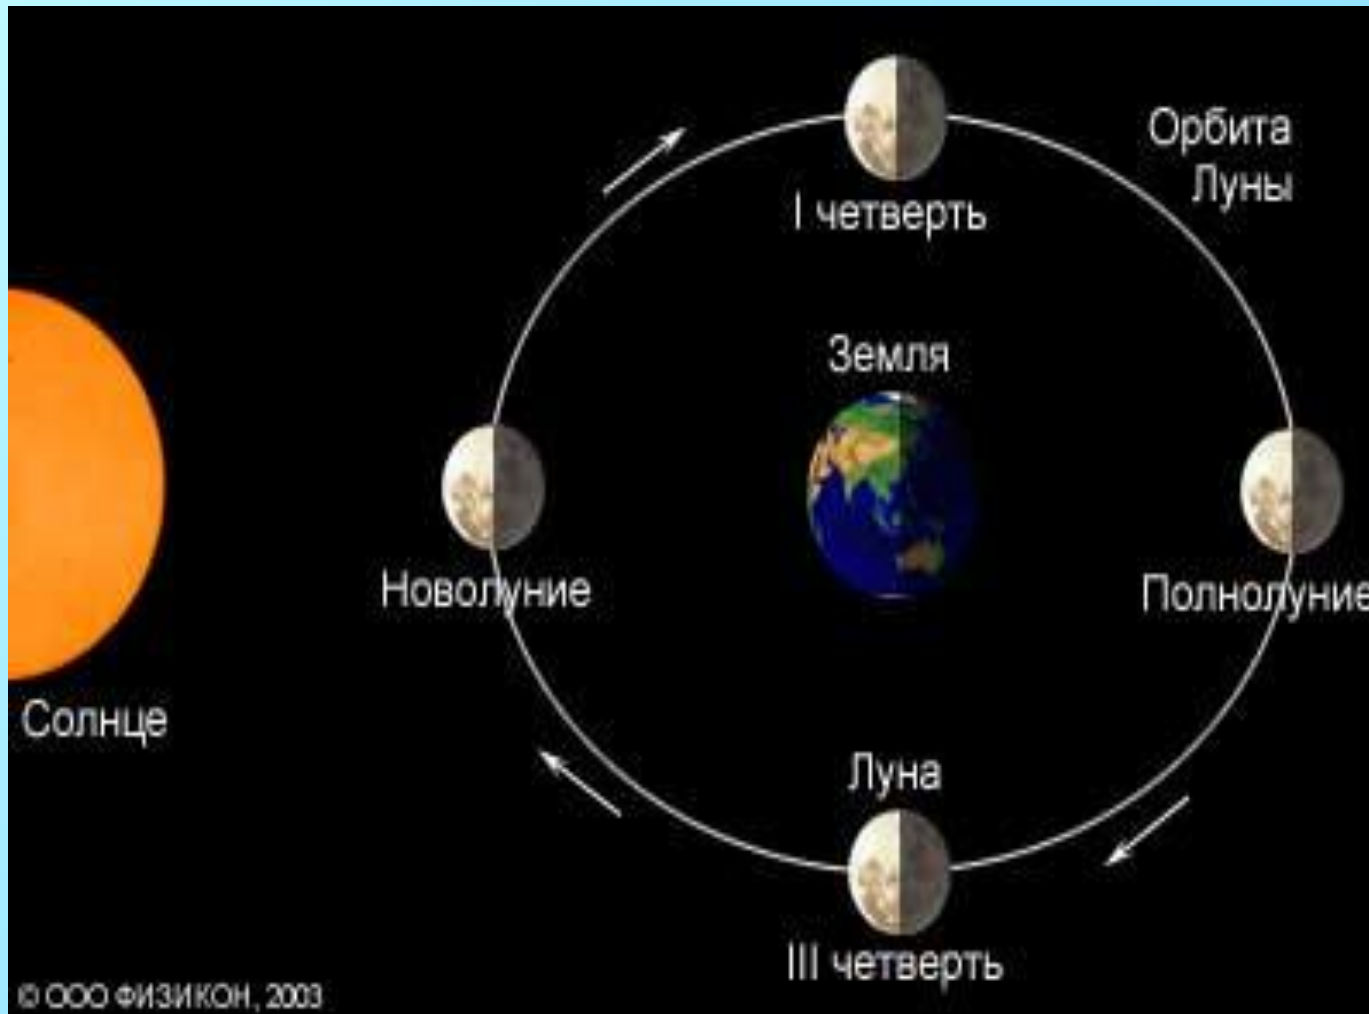 I четверть
Орбита
Луны
Земля
Новолуние
Полнолуние
Солнце
Луна
III четверть
© ООО ФИЗИКОН, 2003